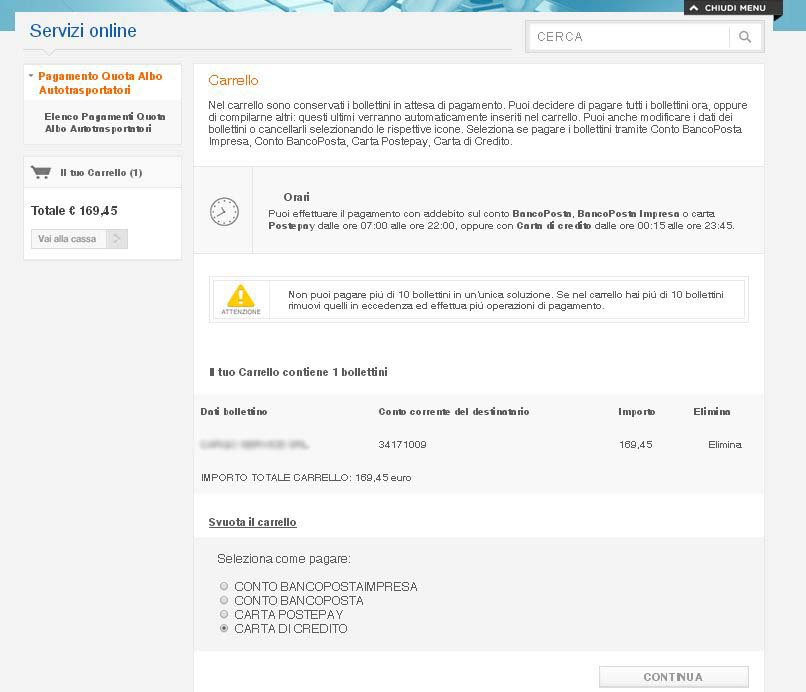 CHIUDI MENU
Servizi online
CERCA
Pagamento Quota Albo
Autotrasportatori
Elenco Pagamenti Quota
Albo Autotrasportatori
Il tuo Carrello (1)
Totale € 169,45
Vai alla cassa
Carrello
Nel carrello sono conservati i bollettini in attesa di pagamento. Puoi decidere di pagare tutti i bollettini ora, oppure
di compilarne altri: questi ultimi verranno automaticamente inseriti nel carrello. Puoi anche modificare i dati dei
bollettini o cancellarli selezionando le rispettive icone. Seleziona se pagare i bollettini tramite Conto BancoPosta
Impresa, Conto BancoPosta, Carta Postepay, Carta di Credito.
Orari
Puoi effettuare il pagamento con addebito sul conto BancoPosta, BancoPosta Impresa o carta
Postepay dalle ore 07:00 alle ore 22:00, oppure con Carta di credito dalle ore 00:15 alle ore 23:45.
ATTENZIONE
Non puoi pagare piú di 10 bollettini in un'unica soluzione. Se nel carrello hai piú di 10 bollettini
rimuovi quelli in eccedenza ed effettua piú operazioni di pagamento.
Il tuo Carrello contiene 1 bollettini
Dati bollettino Conto corrente del destinatario Importo Elimina
34171009 169,45 Elimina
IMPORTO TOTALE CARRELLO: 169,45 euro
Svuota il carrello
Seleziona come pagare:
CONTO BANCOPOSTAIMPRESA
CONTO BANCOPOSTA
CARTA POSTEPAY
CARTA DI CREDITO
CONTINUA